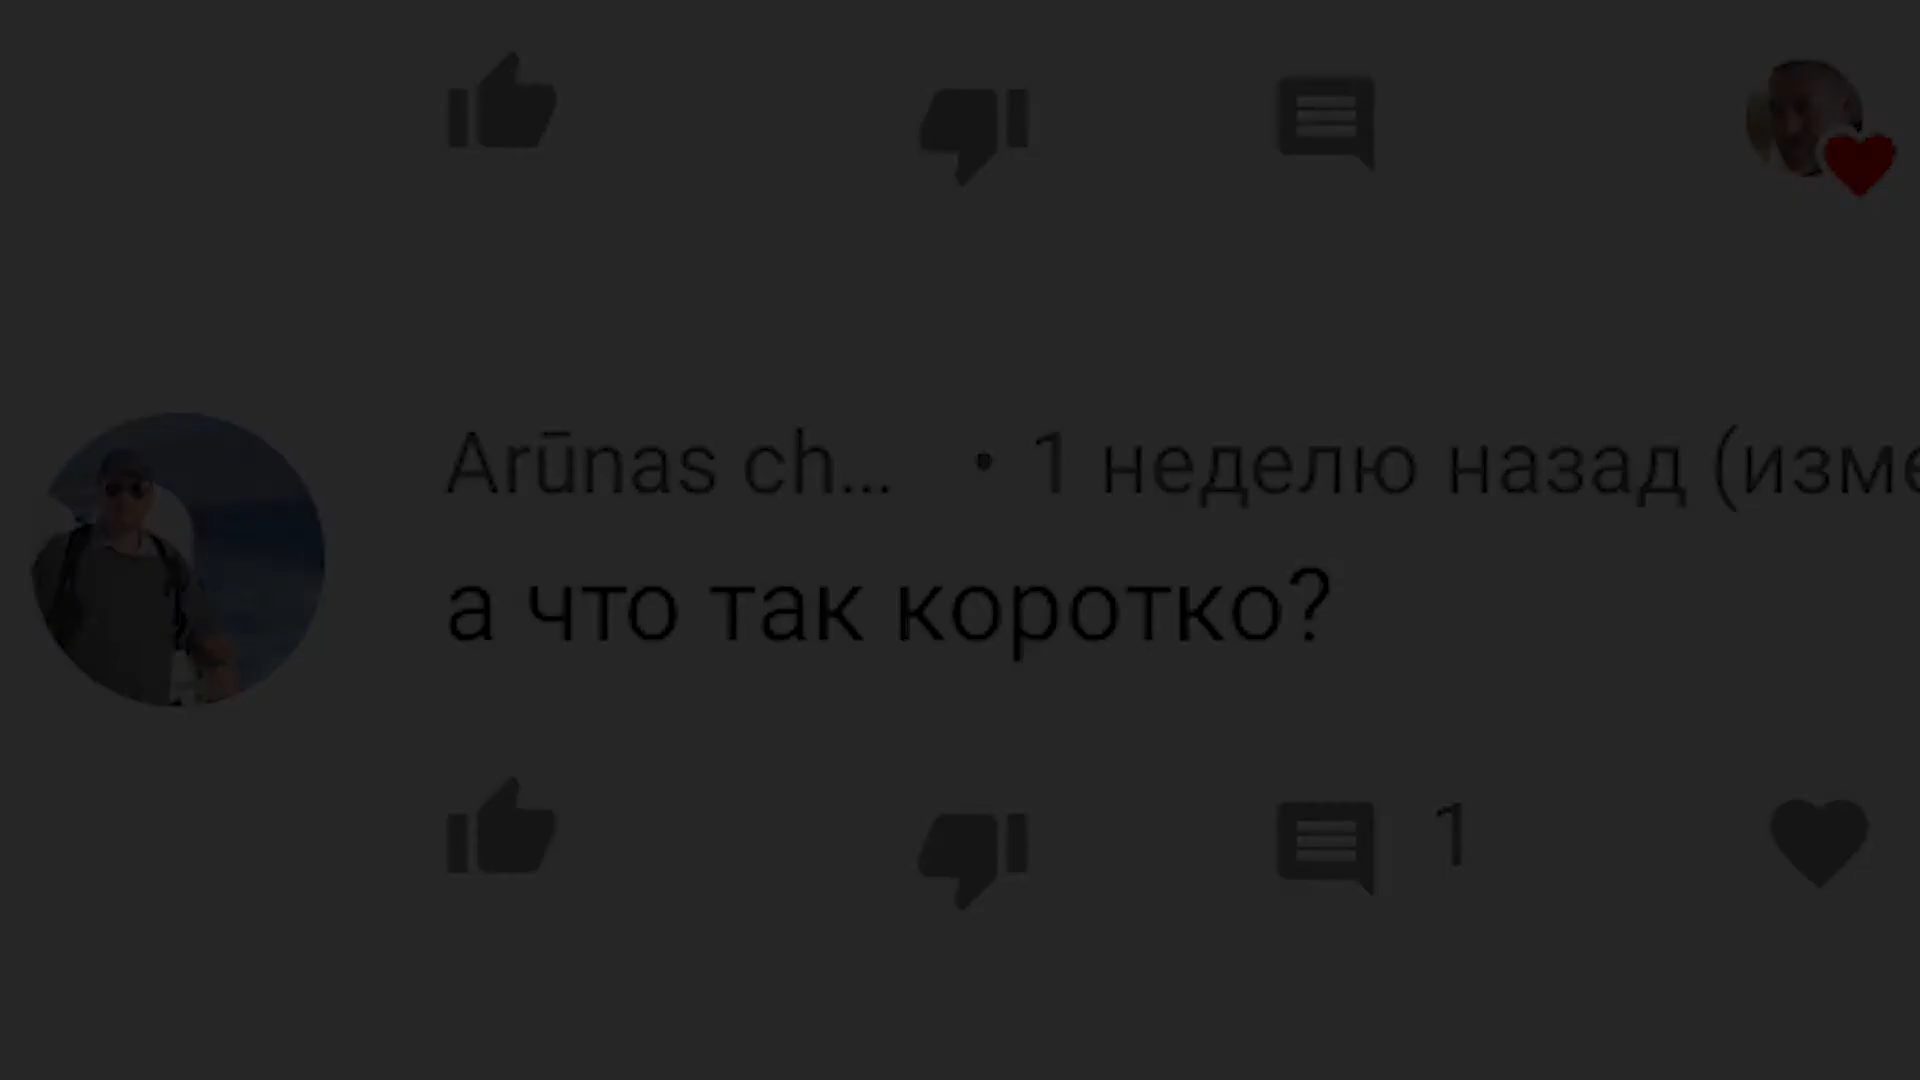 Arūnas ch... • 1 неделю назад (изме
а что так коротко?
1